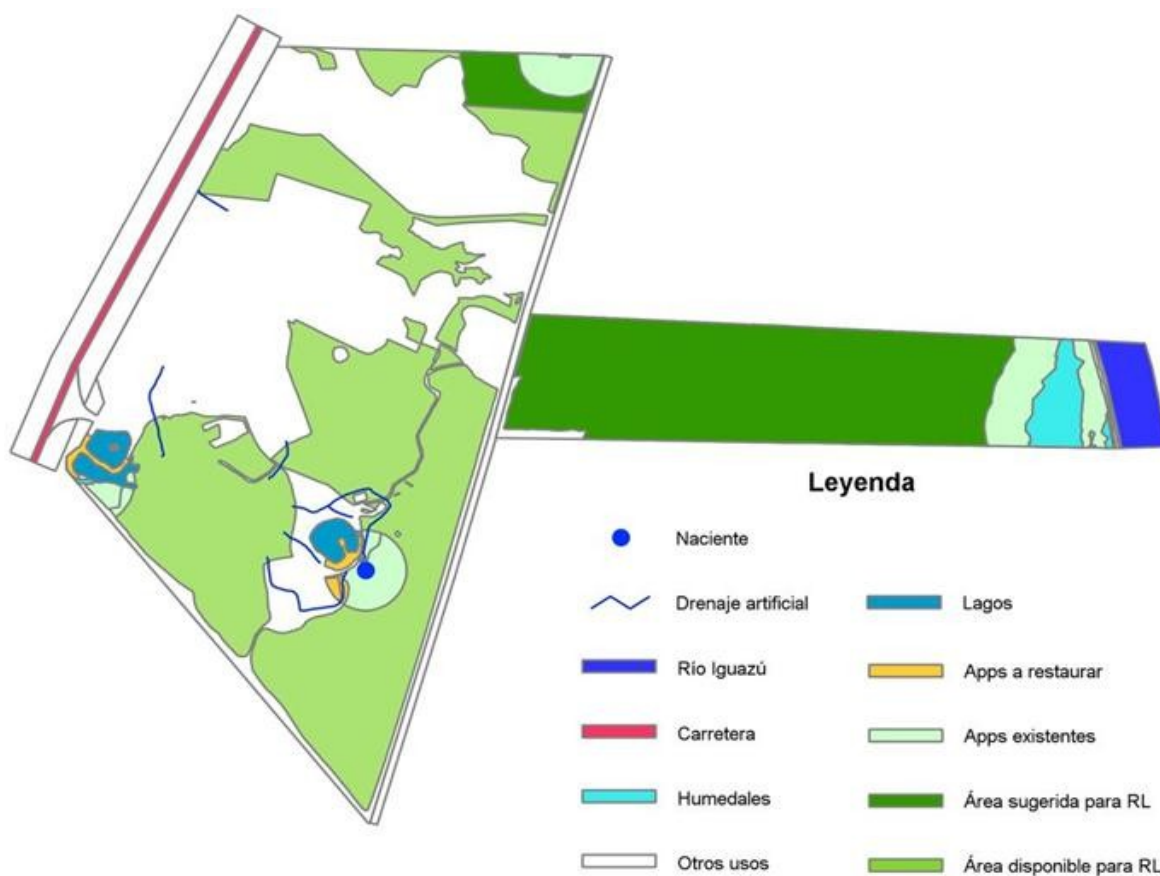 Leyenda
Naciente
Drenaje artificial
Lagos
Río Iguazú
Apps a restaurar
Carretera
Apps existentes
Humedales
Área sugerida para RL
Otros usos
Área disponible para RL